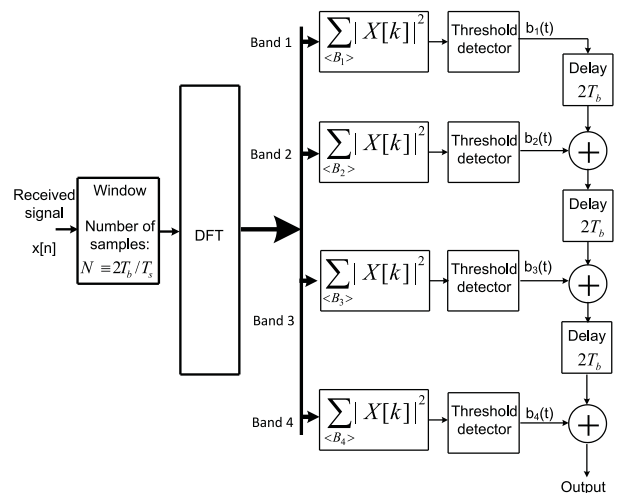 Received
signal
x[n]
Window
Number of
samples:
N ≡ 2T_b/T_s
DFT
Band 1
∑ | X[k] |^2
<B_1>
Threshold
detector
b_1(t)
Delay
2T_b
Band 2
∑ | X[k] |^2
<B_2>
Threshold
detector
b_2(t)
+
Delay
2T_b
Band 3
∑ | X[k] |^2
<B_3>
Threshold
detector
b_3(t)
+
Delay
2T_b
Band 4
∑ | X[k] |^2
<B_4>
Threshold
detector
b_4(t)
+
Output